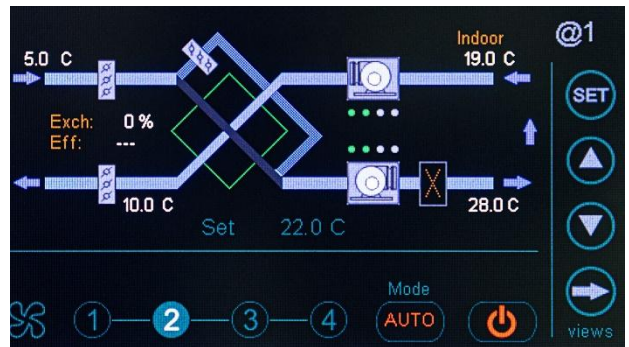 @1
Indoor
5.0 C
19.0 C
SET
Exch: 0 %
Eff: ---
10.0 C
28.0 C
Set 22.0 C
Mode
1
2
3
4
AUTO
views